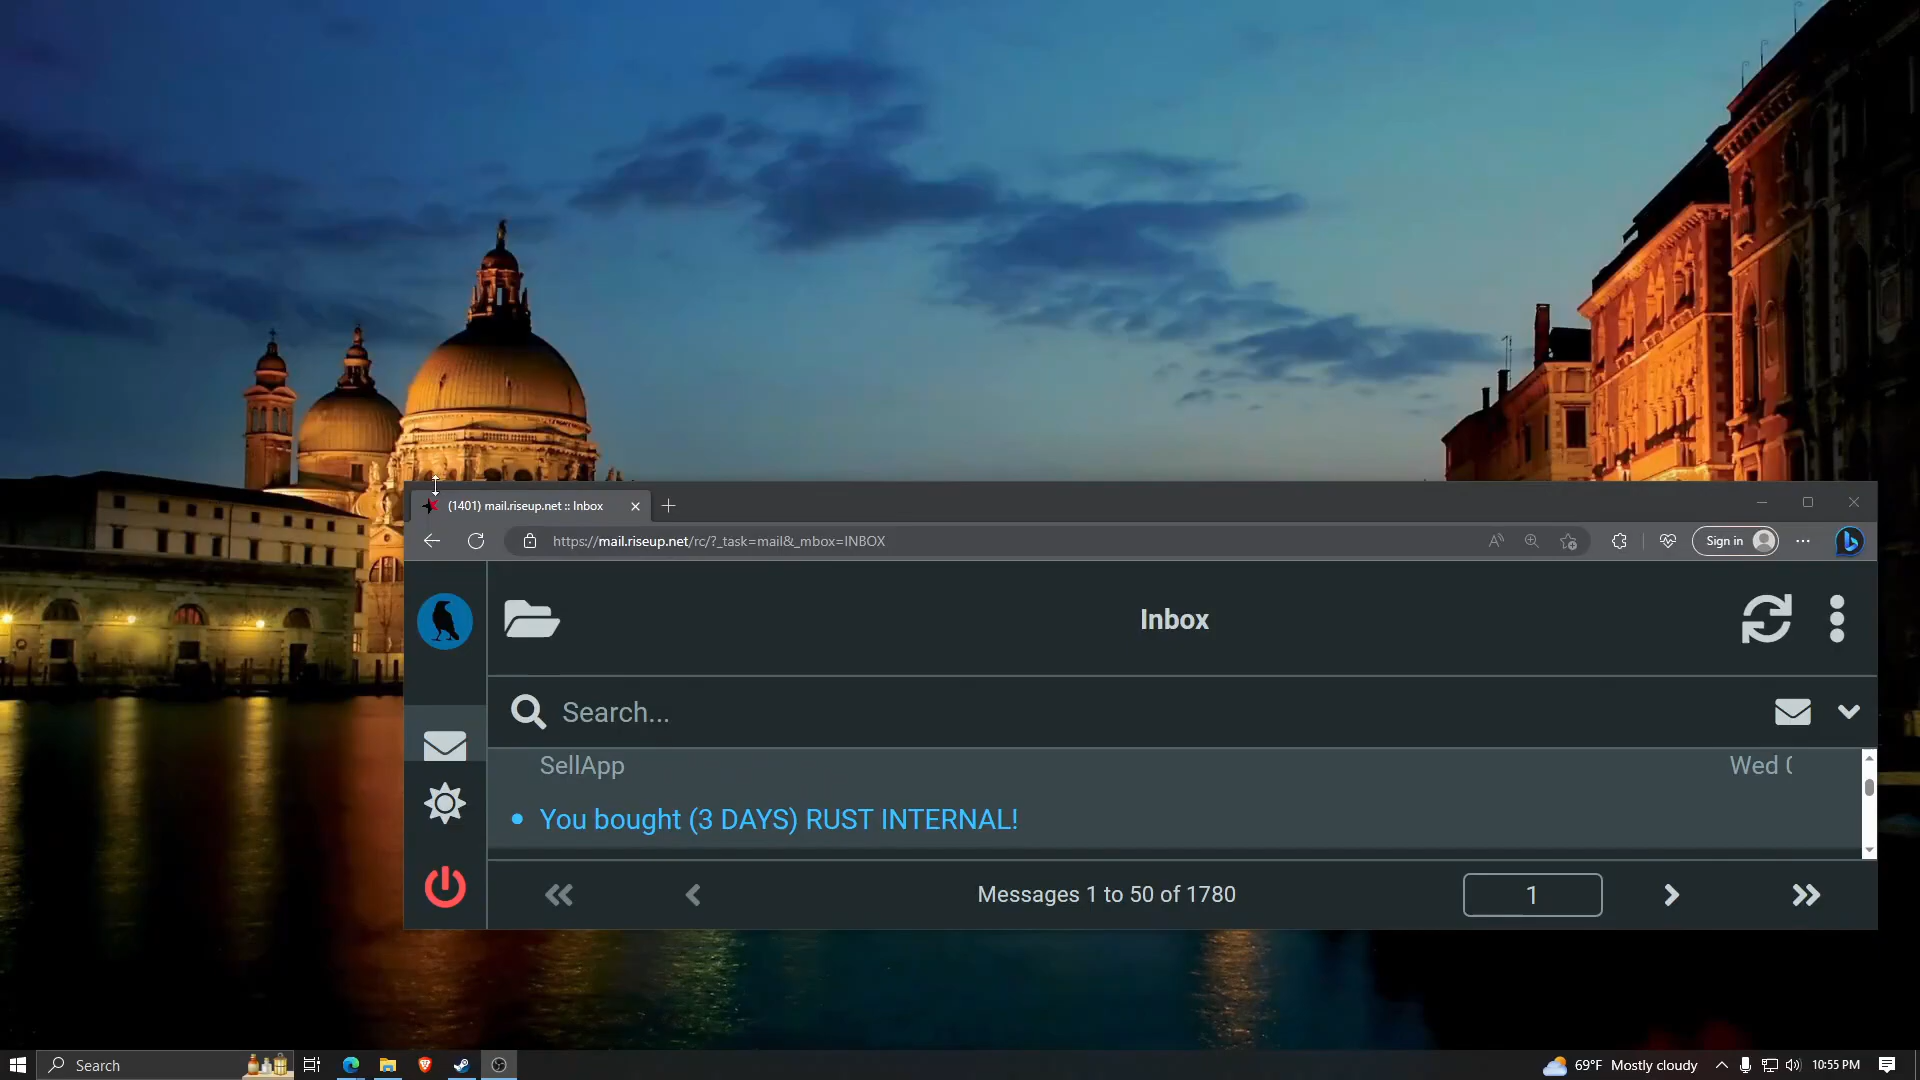 (1401) mail.riseup.net :: Inbox
https://mail.riseup.net/rc/?_task=mail&_mbox=INBOX
Sign in
Inbox
Search...
SellApp
Wed
You bought (3 DAYS) RUST INTERNAL!
Messages 1 to 50 of 1780
1
Search
69°F Mostly cloudy
10:55 PM